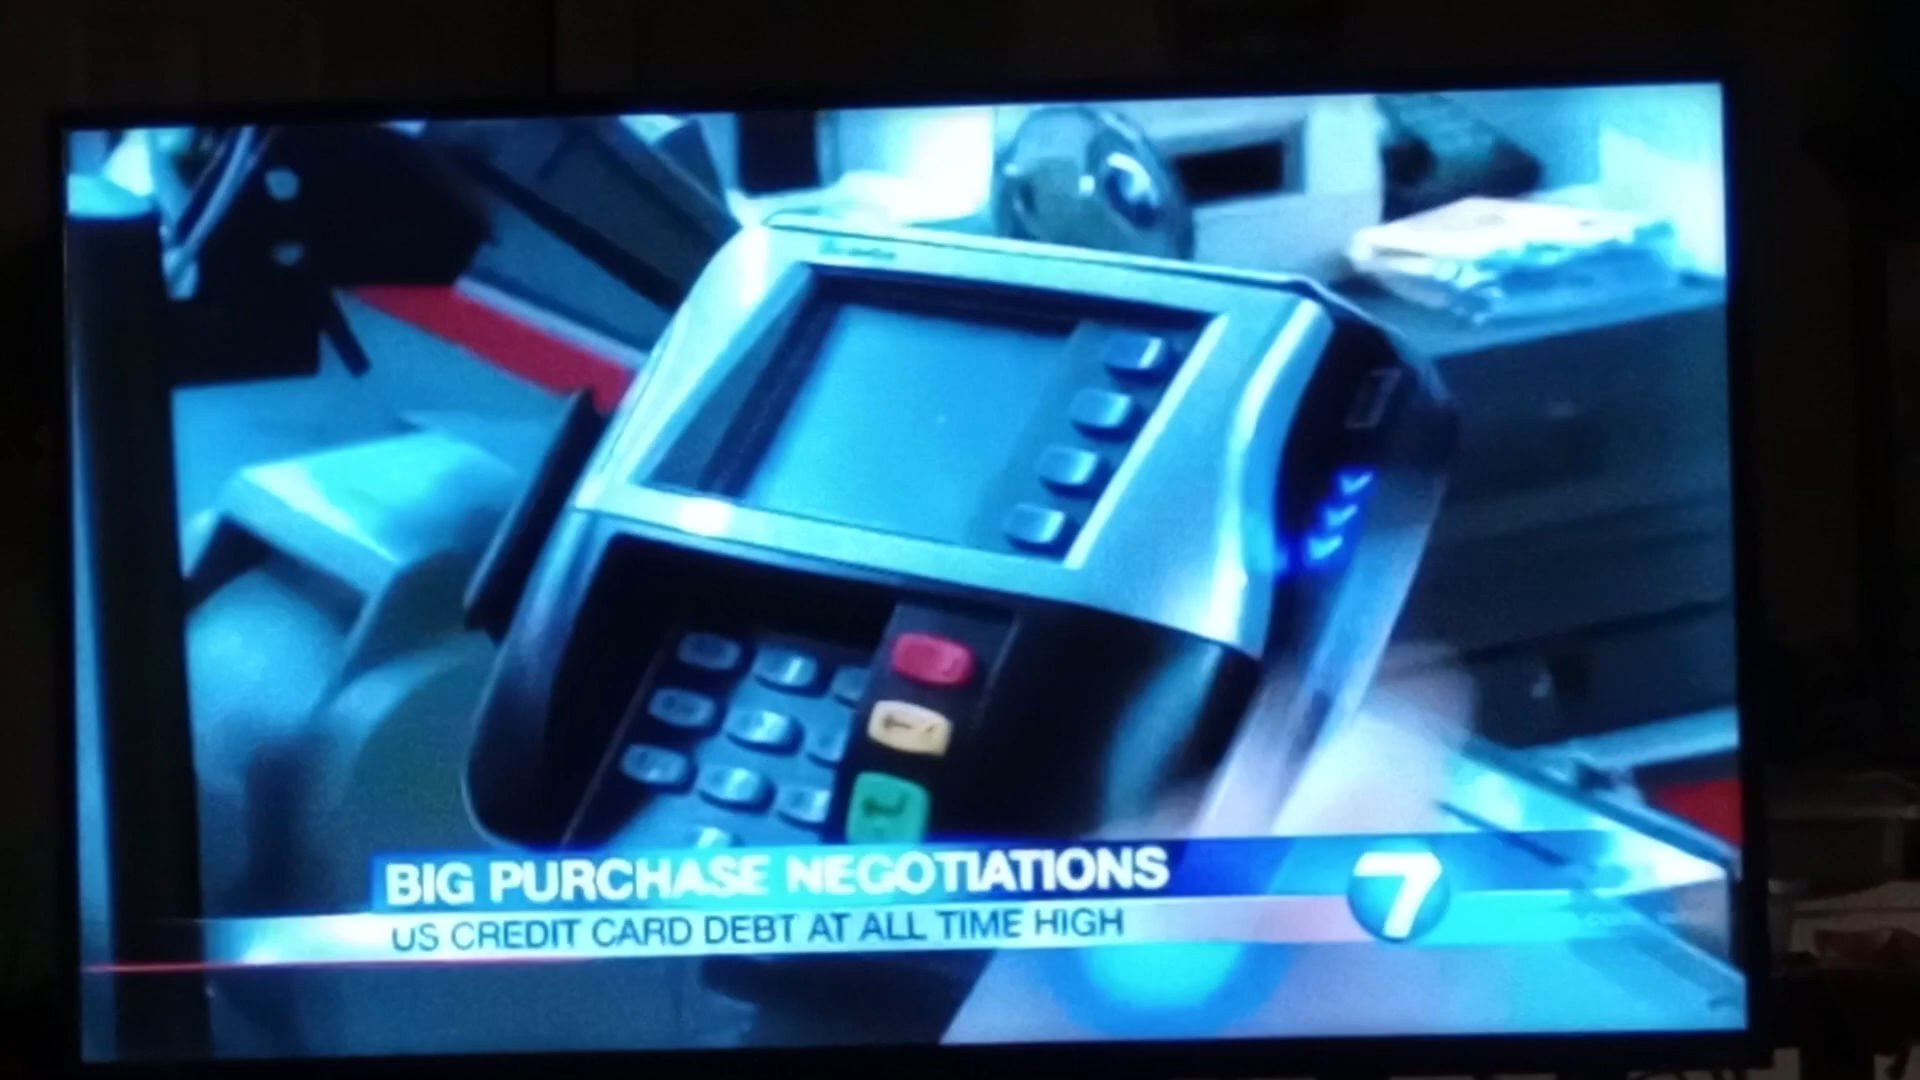 BIG PURCHASE NEGOTIATIONS
7
US CREDIT CARD DEBT AT ALL TIME HIGH